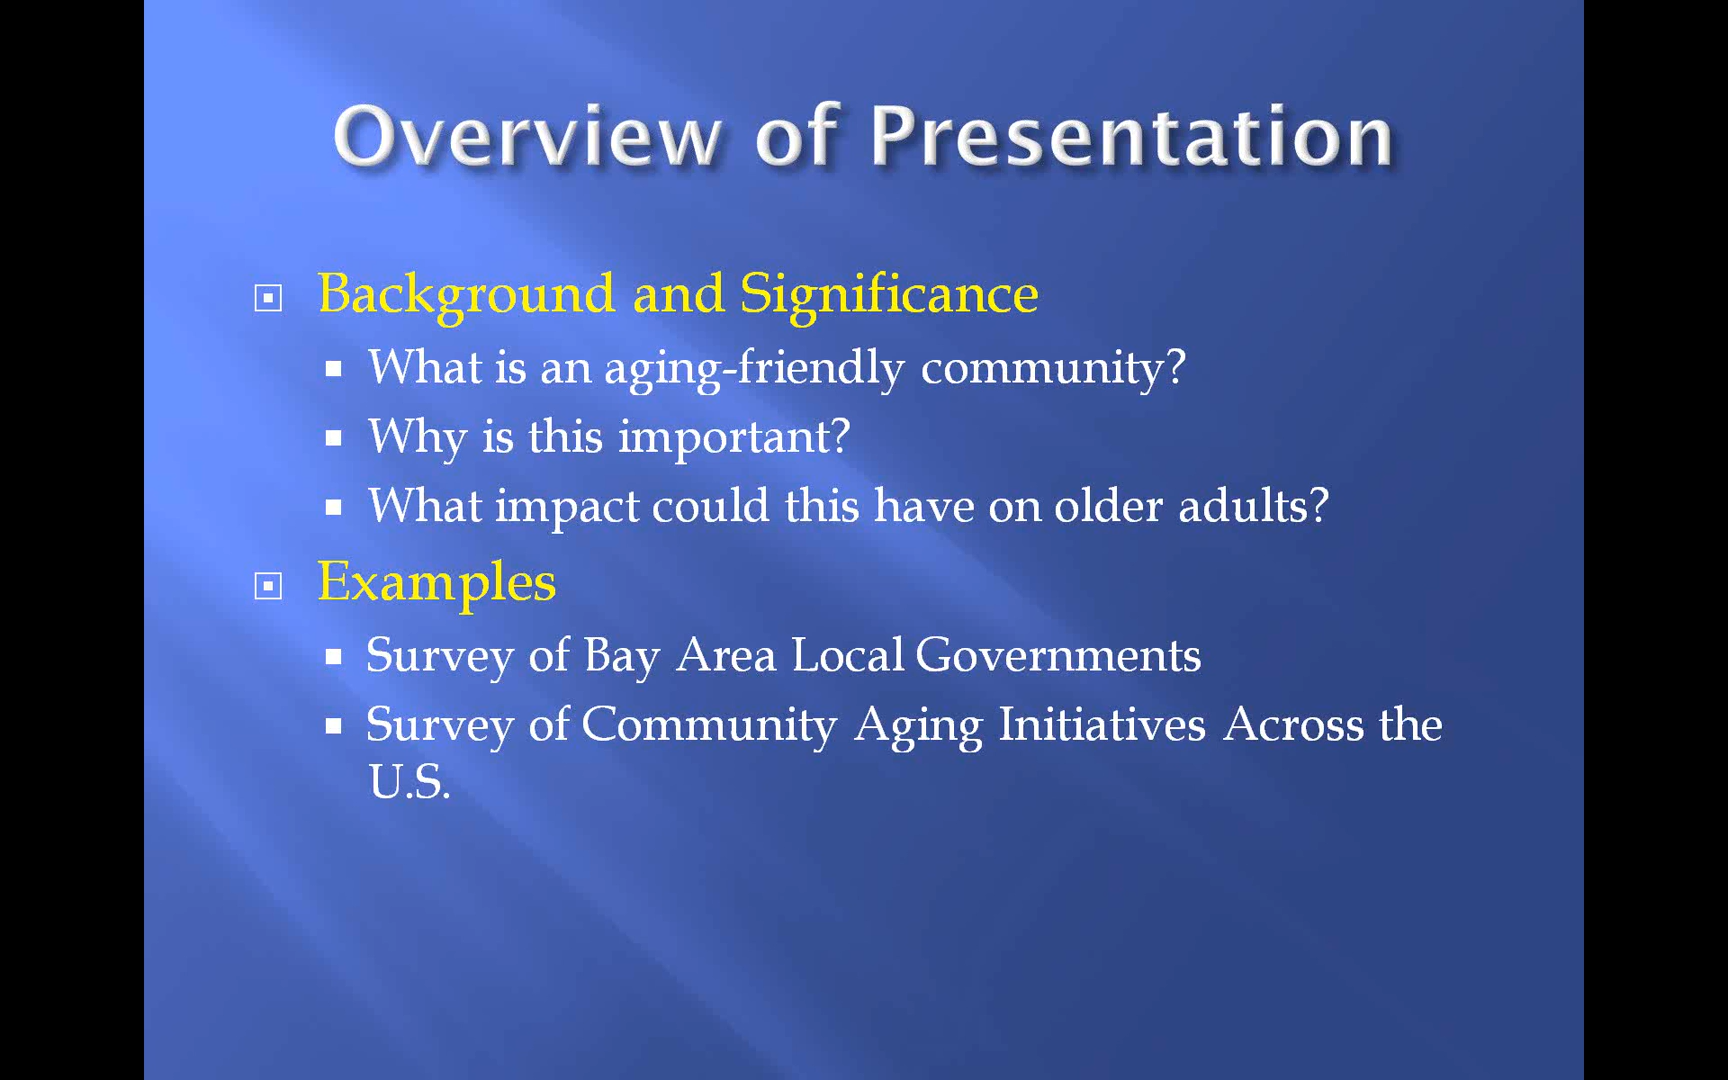 Overview of Presentation
Background and Significance
What is an aging-friendly community?
Why is this important?
What impact could this have on older adults?
Examples
Survey of Bay Area Local Governments
Survey of Community Aging Initiatives Across the
U.S.